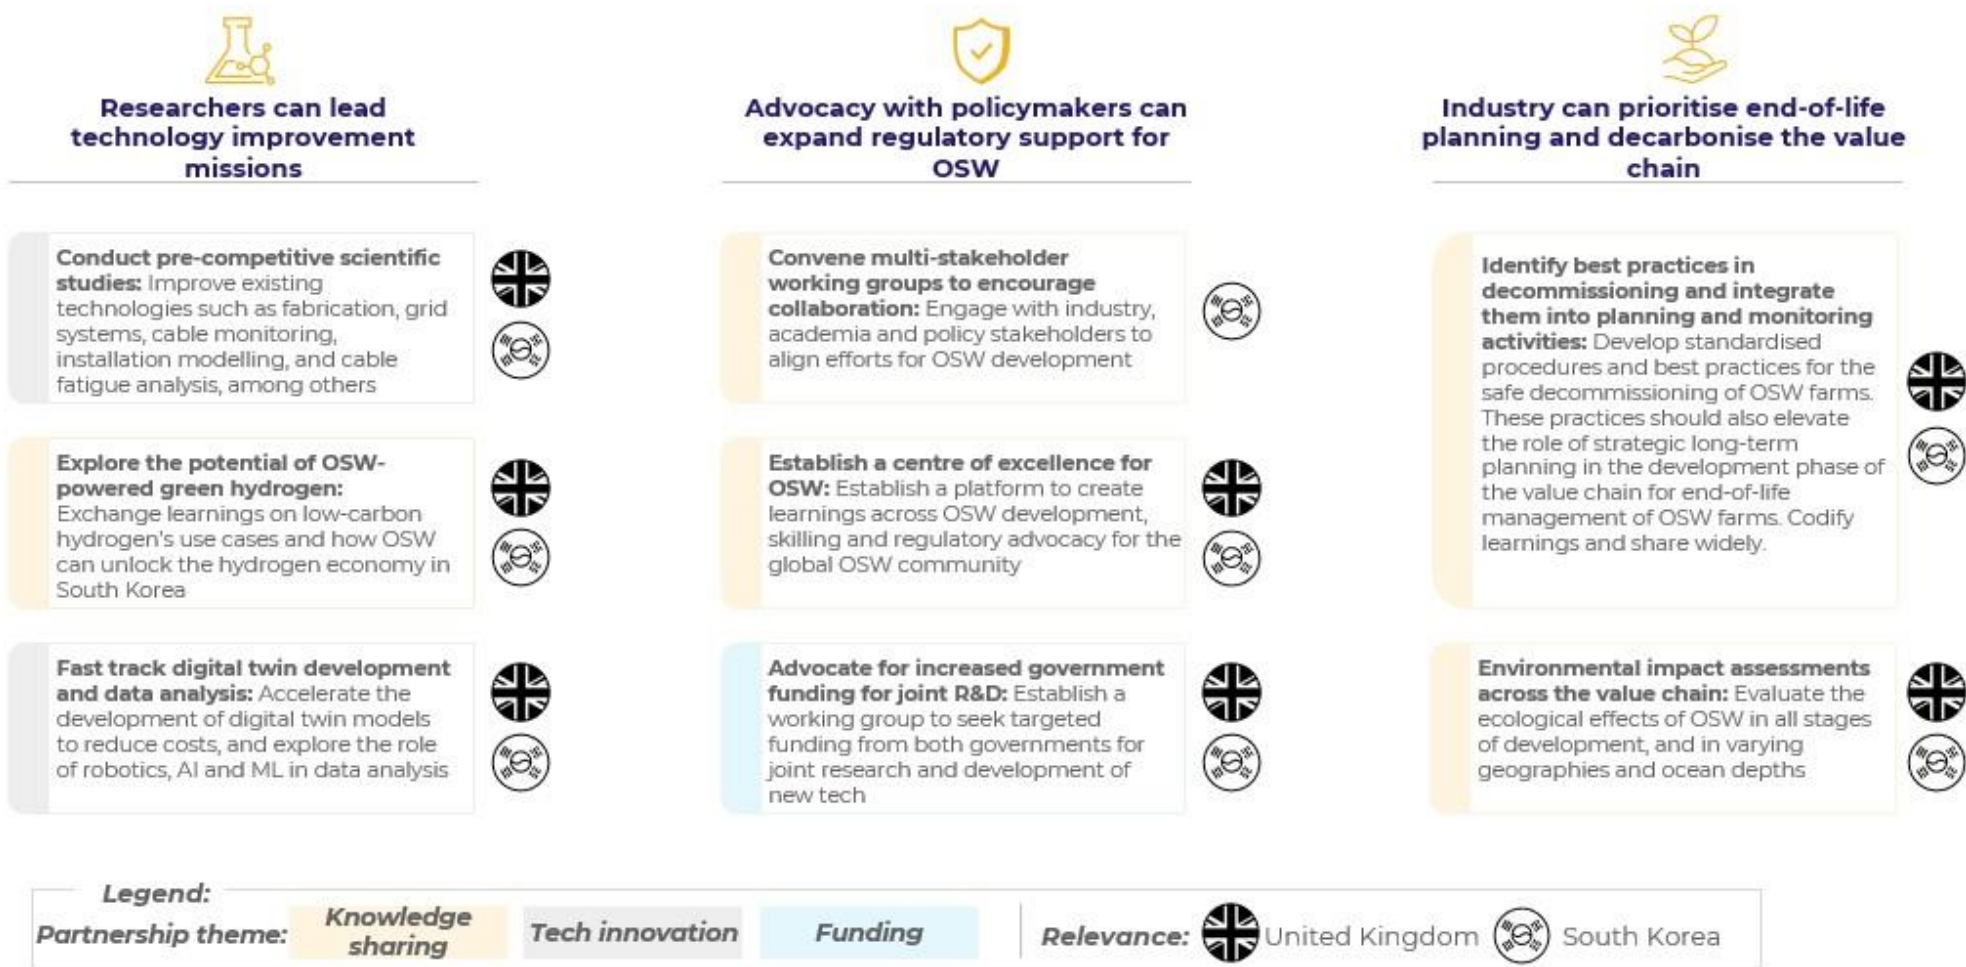 Researchers can lead
technology improvement
missions
Conduct pre-competitive scientific
studies: Improve existing
technologies such as fabrication, grid
systems, cable monitoring,
installation modelling, and cable
fatigue analysis, among others
Explore the potential of OSW-
powered green hydrogen:
Exchange learnings on low-carbon
hydrogen's use cases and how OSW
can unlock the hydrogen economy in
South Korea
Fast track digital twin development
and data analysis: Accelerate the
development of digital twin models
to reduce costs, and explore the role
of robotics, AI and ML in data analysis
Advocacy with policymakers can
expand regulatory support for
OSW
Convene multi-stakeholder
working groups to encourage
collaboration: Engage with industry,
academia and policy stakeholders to
align efforts for OSW development
Establish a centre of excellence for
OSW: Establish a platform to create
learnings across OSW development,
skilling and regulatory advocacy for the
global OSW community
Advocate for increased government
funding for joint R&D: Establish a
working group to seek targeted
funding from both governments for
joint research and development of
new tech
Industry can prioritise end-of-life
planning and decarbonise the value
chain
Identify best practices in
decommissioning and integrate
them into planning and monitoring
activities: Develop standardised
procedures and best practices for the
safe decommissioning of OSW farms.
These practices should also elevate
the role of strategic long-term
planning in the development phase of
the value chain for end-of-life
management of OSW farms. Codify
learnings and share widely.
Environmental impact assessments
across the value chain: Evaluate the
ecological effects of OSW in all stages
of development, and in varying
geographies and ocean depths
Legend:
Partnership theme:
Knowledge
sharing
Tech innovation
Funding
Relevance:
United Kingdom
South Korea